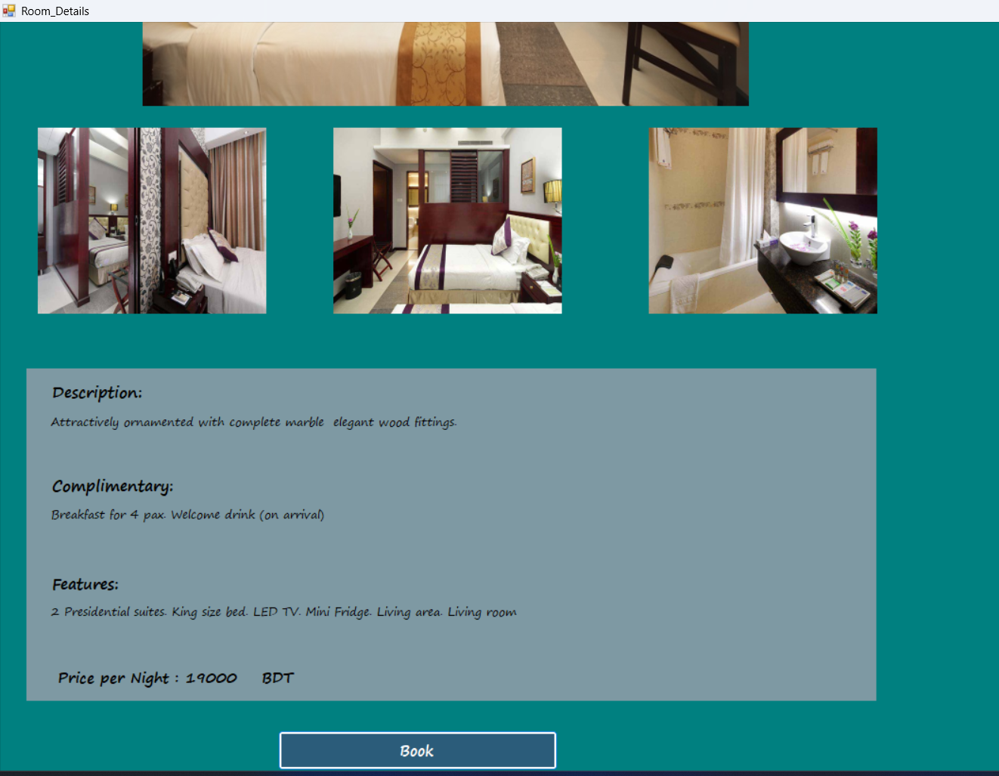 Room_Details
Description:
Attractively ornamented with complete marble  elegant wood fittings.
Complimentary:
Breakfast for 4 pax. Welcome drink (on arrival)
Features:
2 Presidential suites. King size bed. LED TV. Mini Fridge. Living area. Living room
Price per Night : 19000 BDT
Book